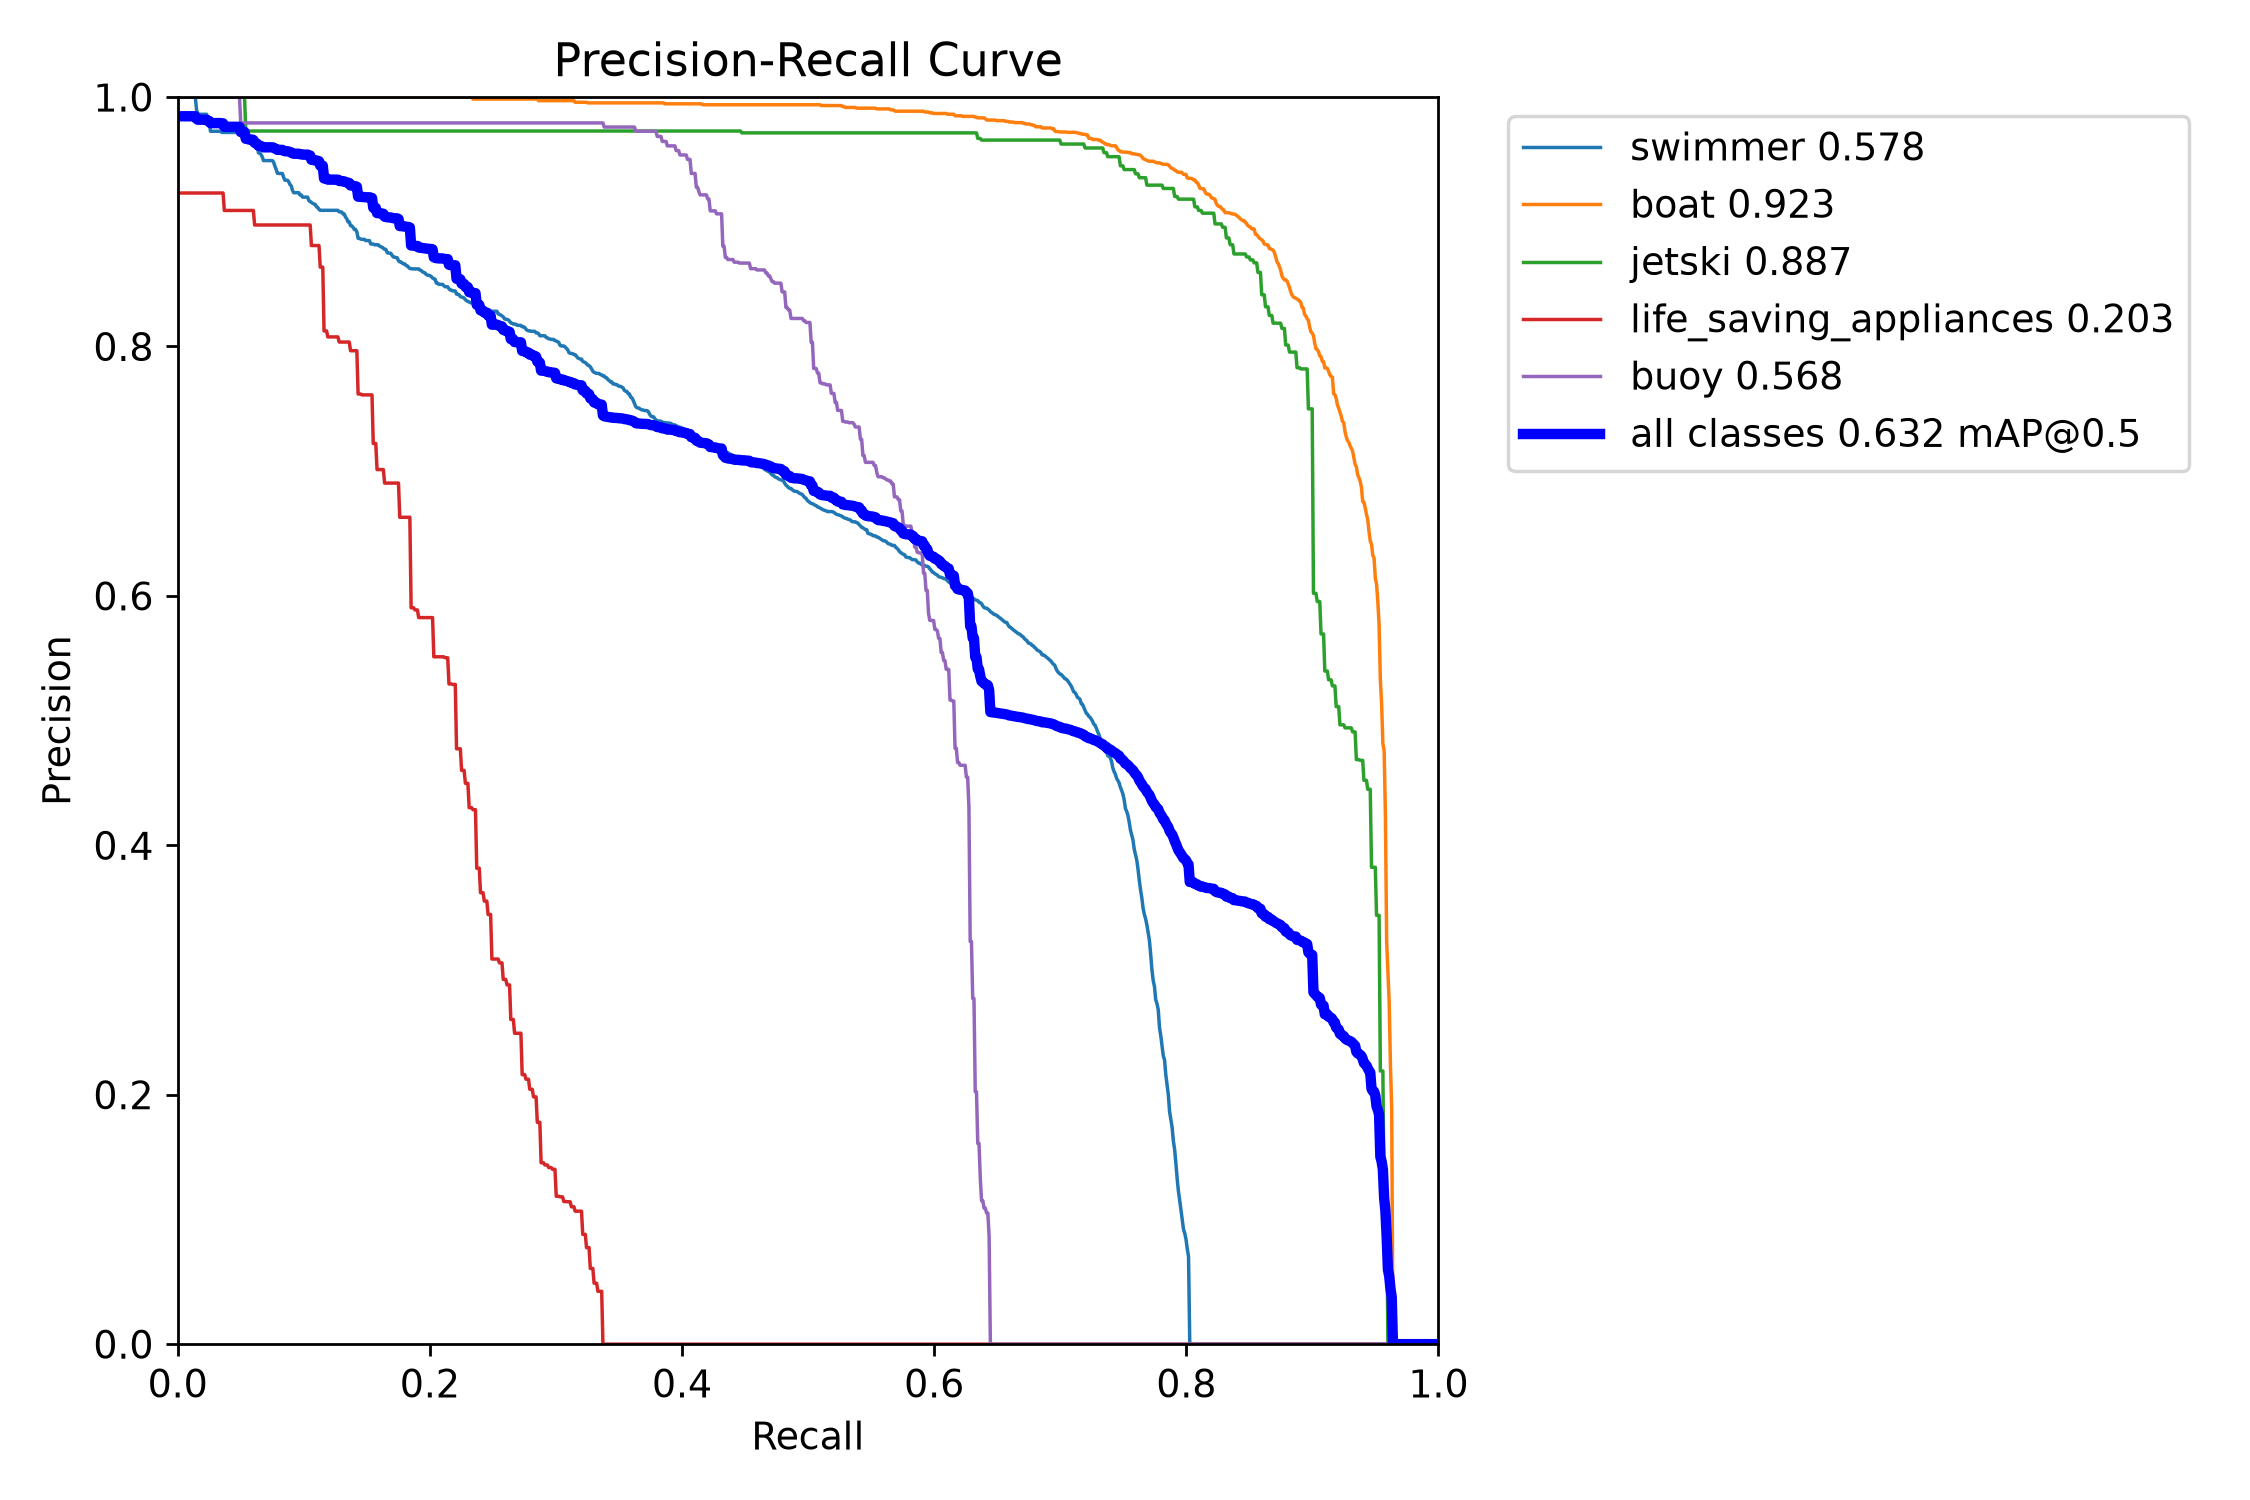 Precision-Recall Curve
1.0
0.8
0.6
0.4
0.2
0.0
Precision
0.0 0.2 0.4 0.6 0.8 1.0
Recall
swimmer 0.578
boat 0.923
jetski 0.887
life_saving_appliances 0.203
buoy 0.568
all classes 0.632 mAP@0.5